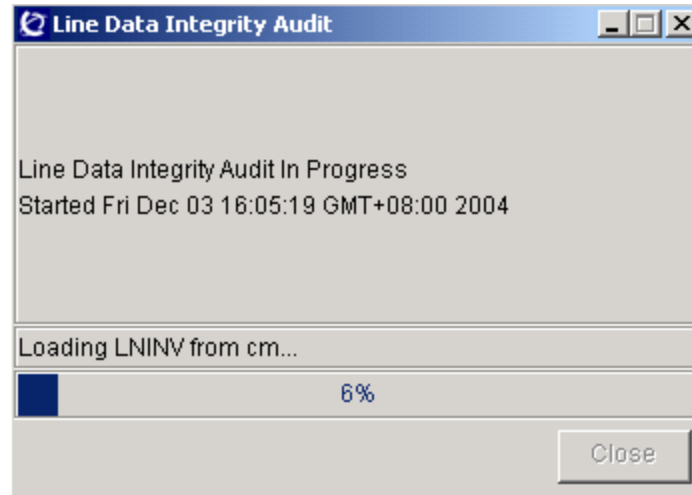 Line Data Integrity Audit
Line Data Integrity Audit In Progress
Started Fri Dec 03 16:05:19 GMT+08:00 2004
Loading LNINV from cm...
6%
Close